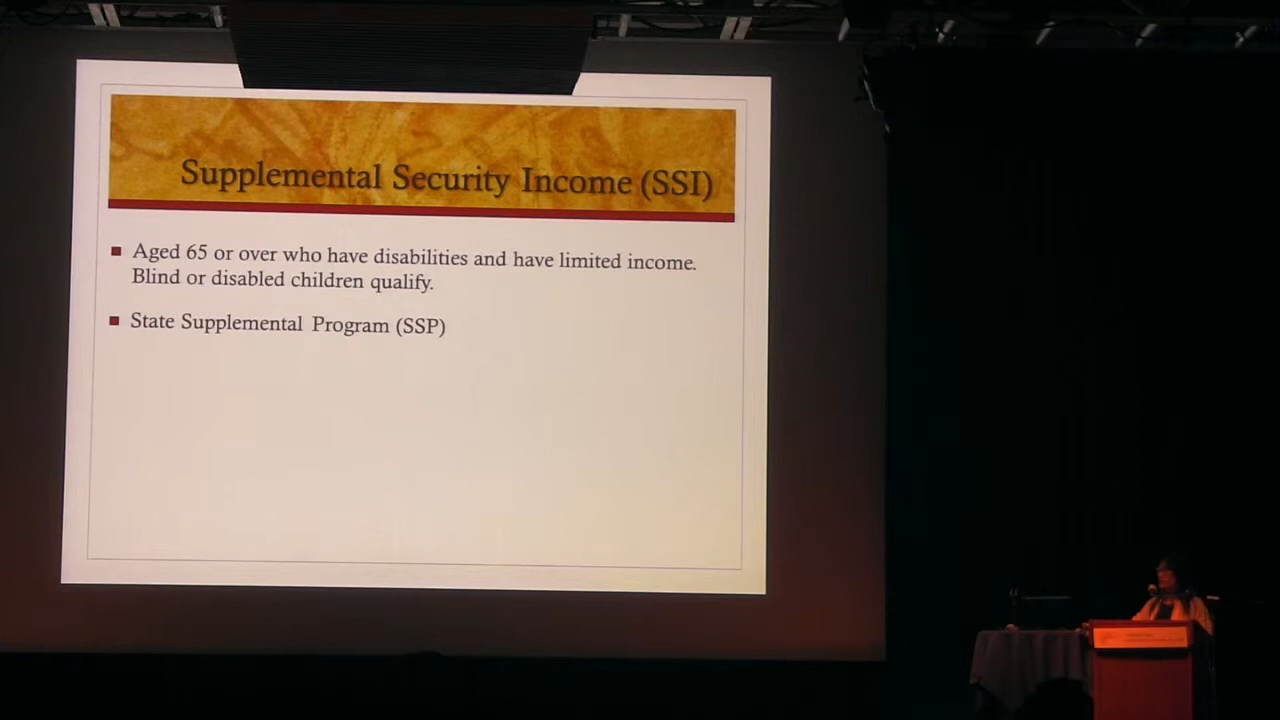 Supplemental Security Income (SSI)
Aged 65 or over who have disabilities and have limited income.
Blind or disabled children qualify.
State Supplemental Program (SSP)